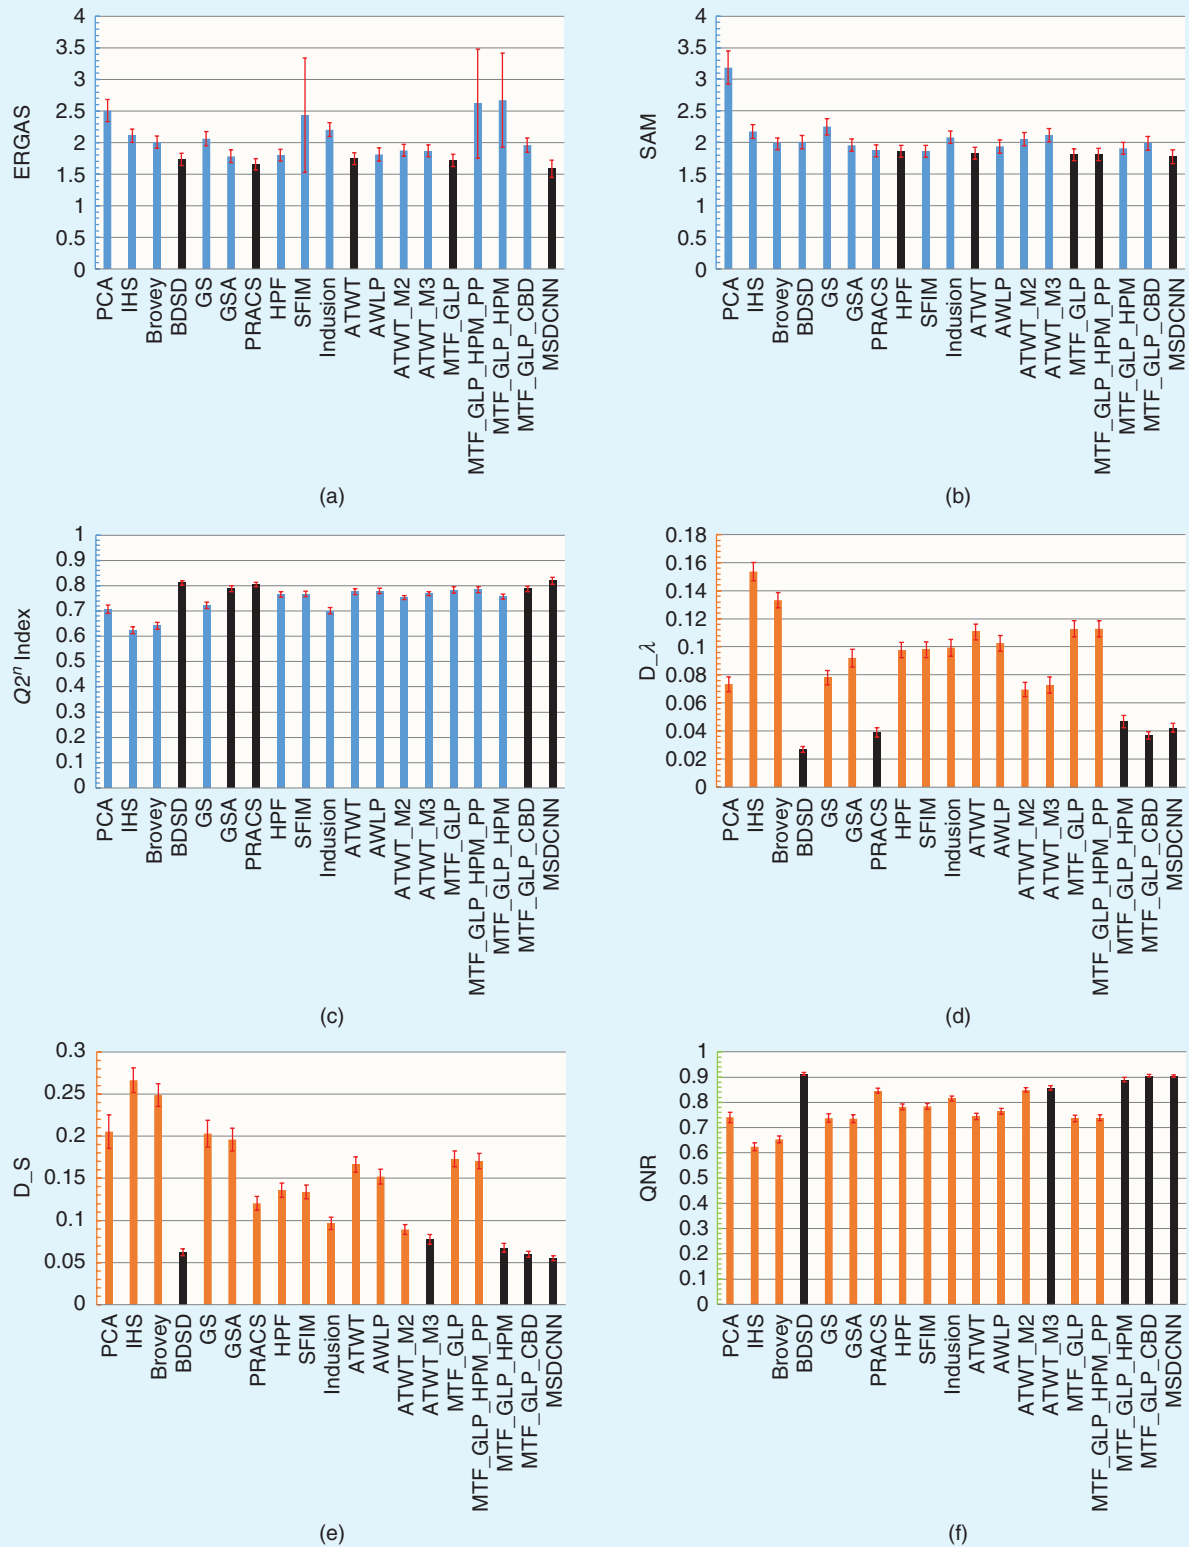 ERGAS
4
3.5
3
2.5
2
1.5
1
0.5
0
PCA
IHS
Brovey
BDSD
GS
GSA
PRACS
HPF
SFIM
Indusion
ATWT
AWLP
ATWT_M2
ATWT_M3
MTF_GLP
MTF_GLP_HPM_PP
MTF_GLP_HPM
MTF_GLP_CBD
MSDCNN
(a)
SAM
4
3.5
3
2.5
2
1.5
1
0.5
0
PCA
IHS
Brovey
BDSD
GS
GSA
PRACS
HPF
SFIM
Indusion
ATWT
AWLP
ATWT_M2
ATWT_M3
MTF_GLP
MTF_GLP_HPM_PP
MTF_GLP_HPM
MTF_GLP_CBD
MSDCNN
(b)
Q2ⁿ Index
1
0.9
0.8
0.7
0.6
0.5
0.4
0.3
0.2
0.1
0
PCA
IHS
Brovey
BDSD
GS
GSA
PRACS
HPF
SFIM
Indusion
ATWT
AWLP
ATWT_M2
ATWT_M3
MTF_GLP
MTF_GLP_HPM_PP
MTF_GLP_HPM
MTF_GLP_CBD
MSDCNN
(c)
D_λ
0.18
0.16
0.14
0.12
0.1
0.08
0.06
0.04
0.02
0
PCA
IHS
Brovey
BDSD
GS
GSA
PRACS
HPF
SFIM
Indusion
ATWT
AWLP
ATWT_M2
ATWT_M3
MTF_GLP
MTF_GLP_HPM_PP
MTF_GLP_HPM
MTF_GLP_CBD
MSDCNN
(d)
D_S
0.3
0.25
0.2
0.15
0.1
0.05
0
PCA
IHS
Brovey
BDSD
GS
GSA
PRACS
HPF
SFIM
Indusion
ATWT
AWLP
ATWT_M2
ATWT_M3
MTF_GLP
MTF_GLP_HPM_PP
MTF_GLP_HPM
MTF_GLP_CBD
MSDCNN
(e)
QNR
1
0.9
0.8
0.7
0.6
0.5
0.4
0.3
0.2
0.1
0
PCA
IHS
Brovey
BDSD
GS
GSA
PRACS
HPF
SFIM
Indusion
ATWT
AWLP
ATWT_M2
ATWT_M3
MTF_GLP
MTF_GLP_HPM_PP
MTF_GLP_HPM
MTF_GLP_CBD
MSDCNN
(f)